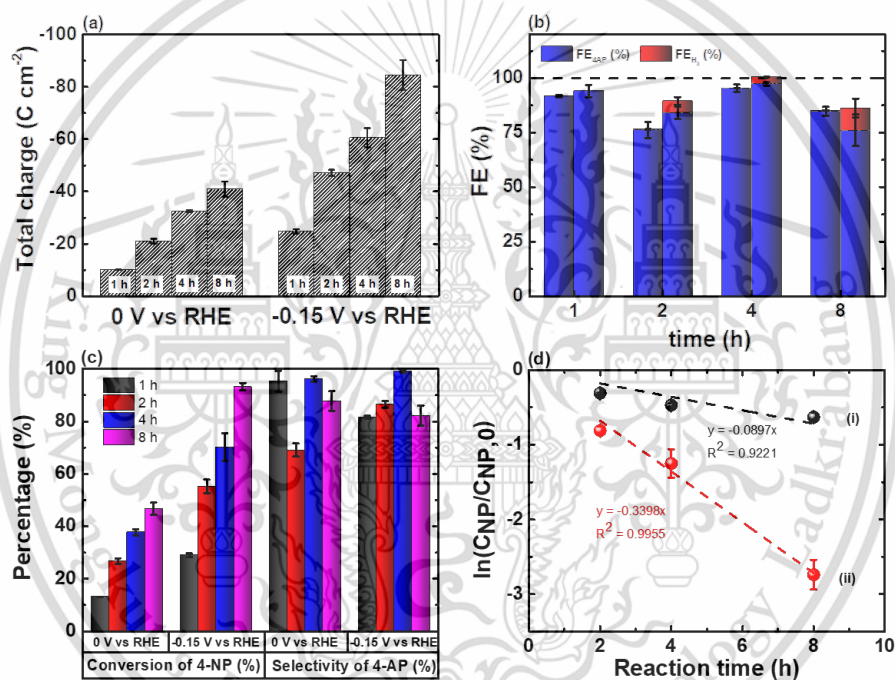 (a)
-100
-80
-60
-40
-20
0
Total charge (C cm-2)
1 h
2 h
4 h
8 h
1 h
2 h
4 h
8 h
0 V vs RHE
-0.15 V vs RHE
(b)
FE4AP (%)
FEH2 (%)
100
75
50
25
0
25
50
75
100
FE (%)
1
2
4
8
time (h)
(c)
1 h
2 h
4 h
8 h
100
80
60
40
20
0
Percentage (%)
0 V vs RHE
-0.15 V vs RHE
0 V vs RHE
-0.15 V vs RHE
Conversion of 4-NP (%)
Selectivity of 4-AP (%)
(d)
0
-1
-2
-3
ln(CNP/CNP,0)
(i)
y = -0.0897x
R2 = 0.9221
y = -0.3398x
R2 = 0.9955
(ii)
0
2
4
6
8
10
Reaction time (h)